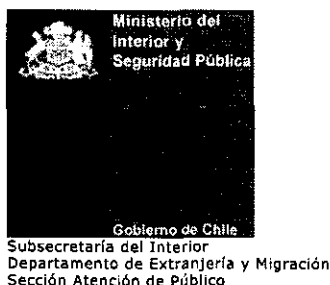 Ministerio del
Interior y
Seguridad Pública
Gobierno de Chile
Subsecretaría del Interior
Departamento de Extranjería y Migración
Sección Atención de Público